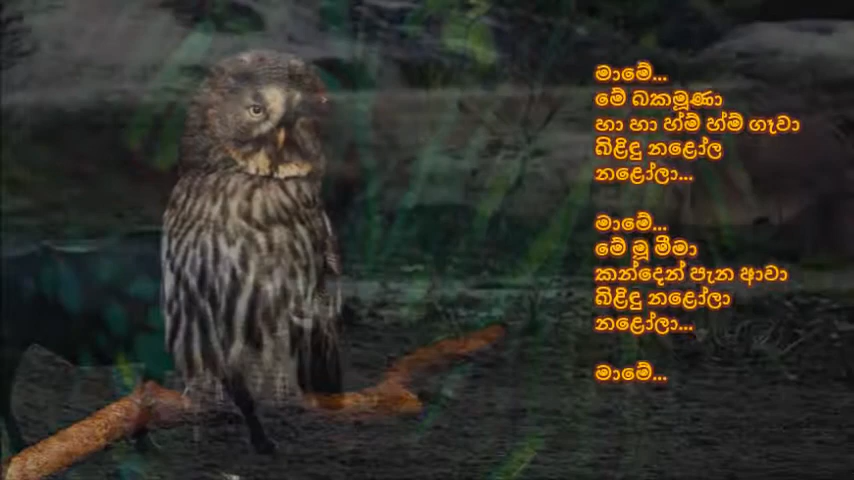 මාමේ...
මේ බකමූණා
හා හා හ්ම් හ්ම් ගෑවා
බිළිඳු නළෝල
නළෝලා...
මාමේ...
මේ මූ මීමා
කන්දෙන් පැන ආවා
බිළිඳු නළෝලා
නළෝලා...
මාමේ...